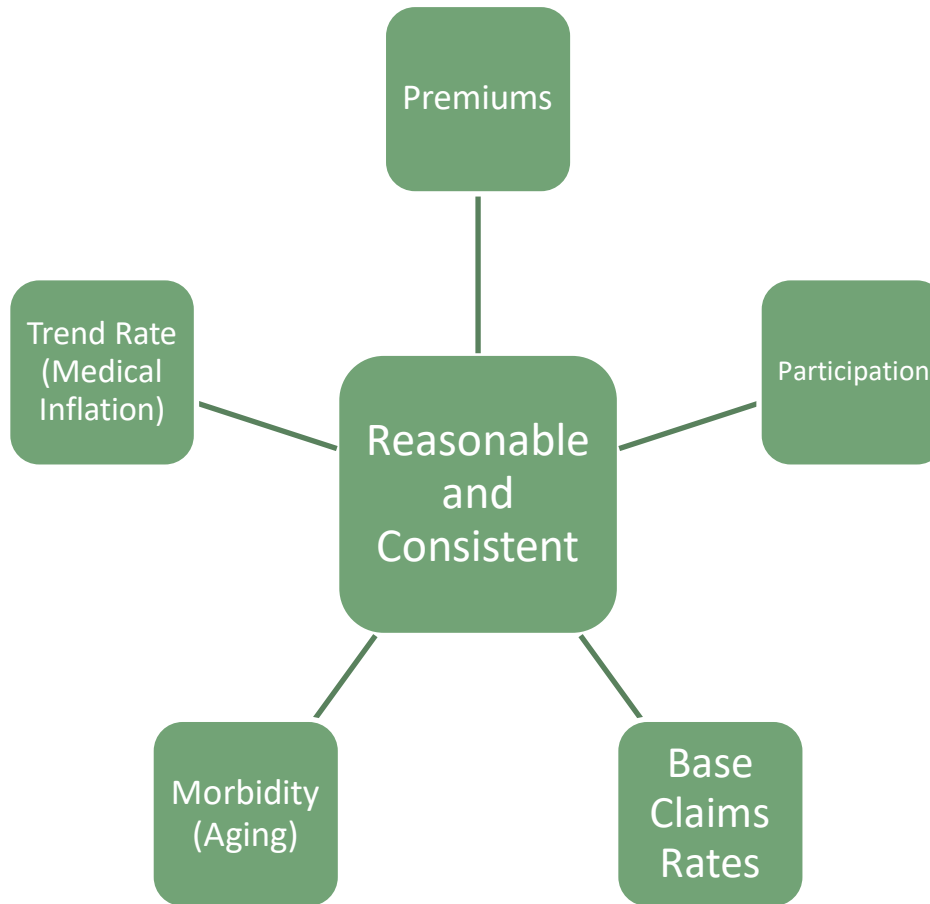 Premiums
Trend Rate
(Medical
Inflation)
Participation
Reasonable
and
Consistent
Morbidity
(Aging)
Base
Claims
Rates